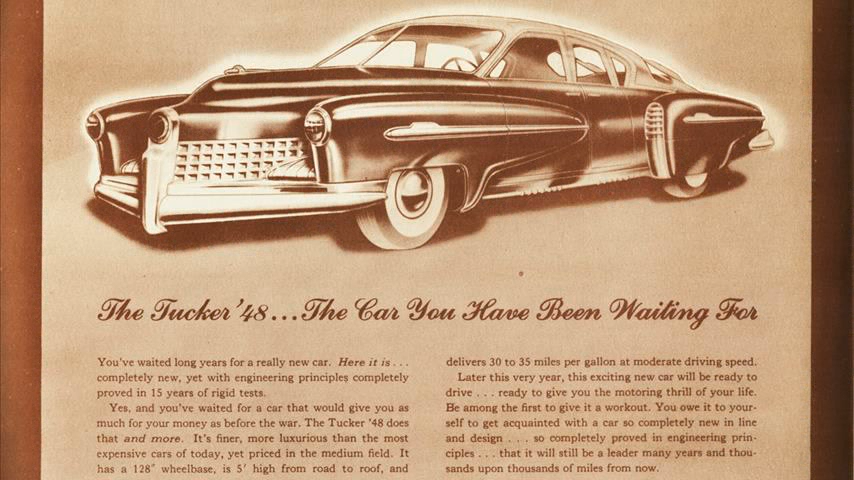 The Tucker '48...The Car You Have Been Waiting For
You've waited long years for a really new car. Here it is . . .
completely new, yet with engineering principles completely
proved in 15 years of rigid tests.
Yes, and you've waited for a car that would give you as
much for your money as before the war. The Tucker '48 does
that and more. It's finer, more luxurious than the most
expensive cars of today, yet priced in the medium field. It
has a 128" wheelbase, is 5' high from road to roof, and
delivers 30 to 35 miles per gallon at moderate driving speed.
Later this very year, this exciting new car will be ready to
drive . . . ready to give you the motoring thrill of your life.
Be among the first to give it a workout. You owe it to your-
self to get acquainted with a car so completely new in line
and design . . . so completely proved in engineering prin-
ciples . . . that it will still be a leader many years and thou-
sands upon thousands of miles from now.